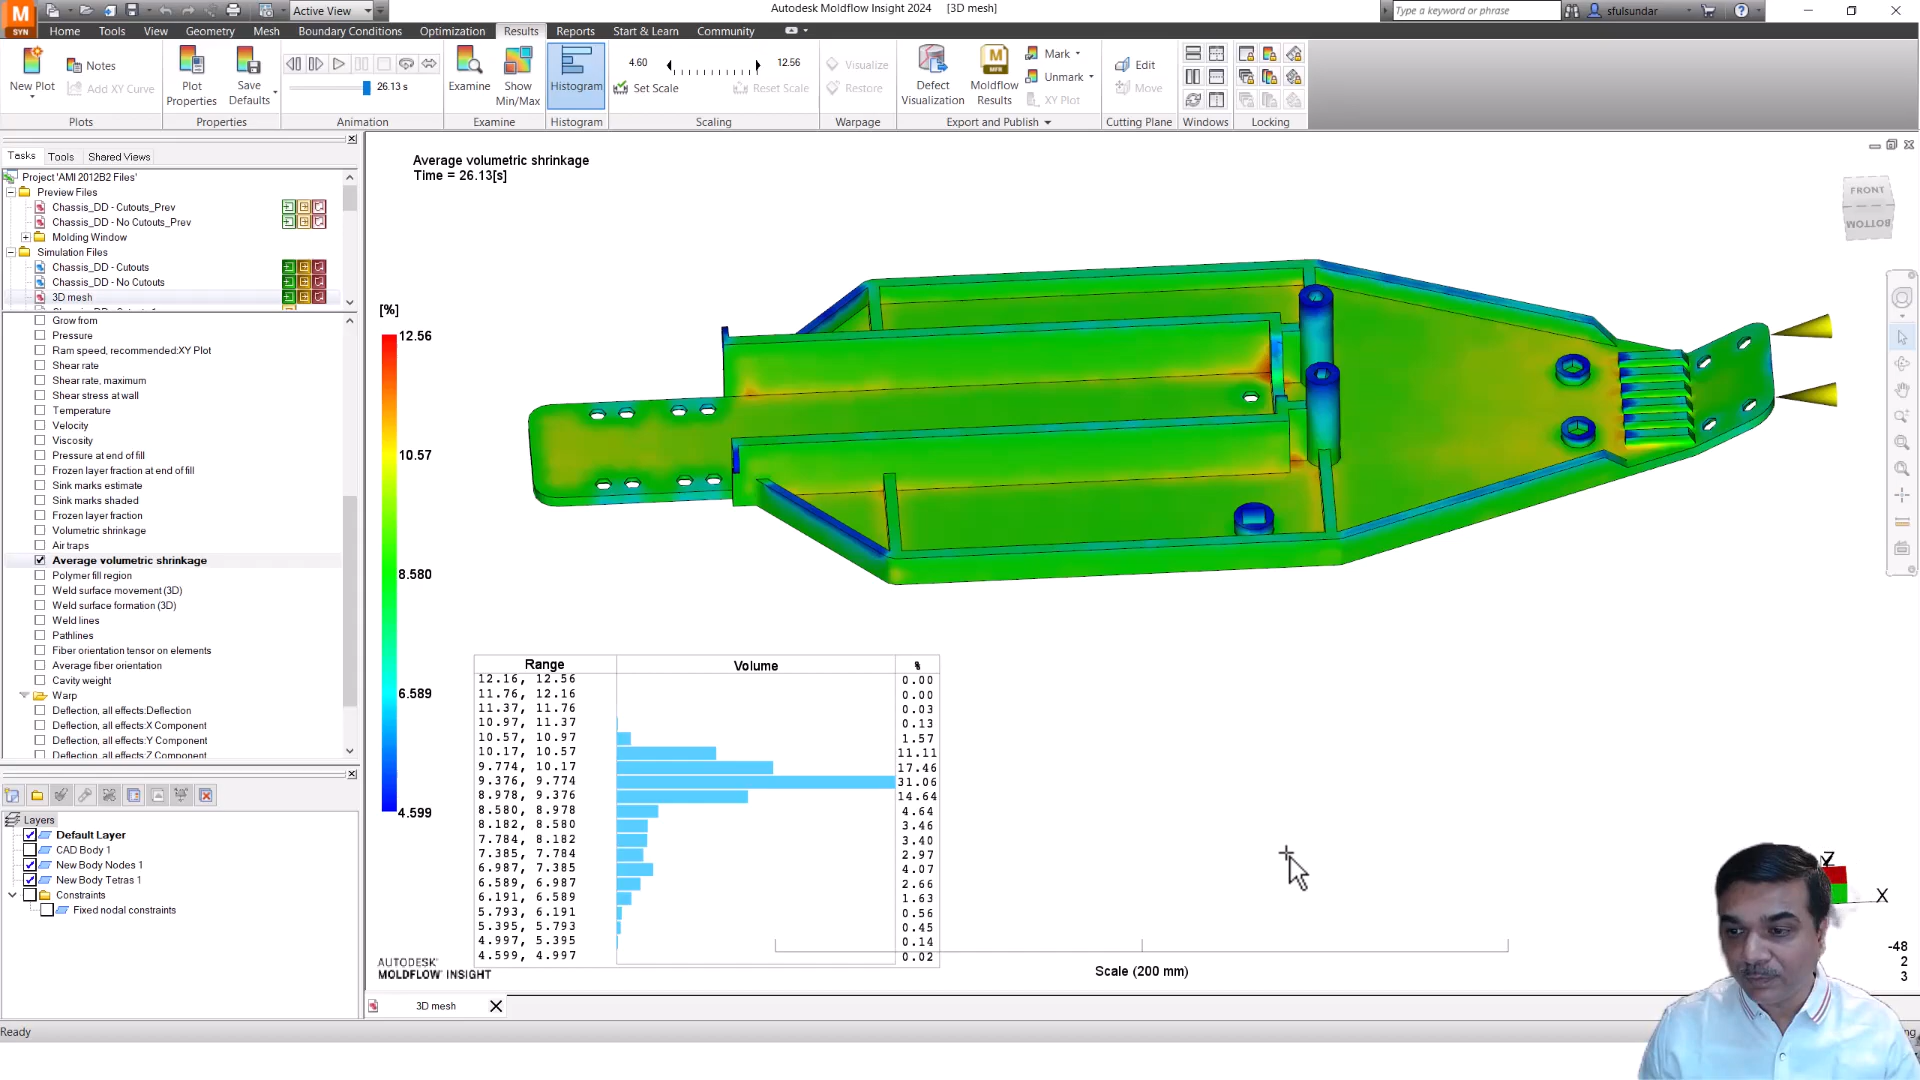 Active View
Autodesk Moldflow Insight 2024 [3D mesh]
Type a keyword or phrase
sfulsundar
M
SYN
Home Tools View Geometry Mesh Boundary Conditions Optimization Results Reports Start & Learn Community
New Plot
Notes
Add XY Curve
Plots
Plot Properties
Save Defaults
Properties
26.13 s
Animation
Examine
Show Min/Max
Examine
Histogram
Histogram
4.60
12.56
Set Scale
Reset Scale
Scaling
Visualize
Restore
Warpage
Defect Visualization
Moldflow Results
Mark
Unmark
XY Plot
Export and Publish
Edit
Move
Cutting Plane
Windows
Locking
Tasks Tools Shared Views
Project 'AMI 2012B2 Files'
Preview Files
Chassis_DD - Cutouts_Prev
Chassis_DD - No Cutouts_Prev
Molding Window
Simulation Files
Chassis_DD - Cutouts
Chassis_DD - No Cutouts
3D mesh
Grow from
Pressure
Ram speed, recommended:XY Plot
Shear rate
Shear rate, maximum
Shear stress at wall
Temperature
Velocity
Viscosity
Pressure at end of fill
Frozen layer fraction at end of fill
Sink marks estimate
Sink marks shaded
Frozen layer fraction
Volumetric shrinkage
Air traps
Average volumetric shrinkage
Polymer fill region
Weld surface movement (3D)
Weld surface formation (3D)
Weld lines
Pathlines
Fiber orientation tensor on elements
Average fiber orientation
Cavity weight
Warp
Deflection, all effects:Deflection
Deflection, all effects:X Component
Deflection, all effects:Y Component
Deflection, all effects:Z Component
Layers
Default Layer
CAD Body 1
New Body Nodes 1
New Body Tetras 1
Constraints
Fixed nodal constraints
Average volumetric shrinkage
Time = 26.13[s]
FRONT
BOTTOM
[%]
12.56
10.57
8.580
6.589
4.599
Range Volume %
12.16, 12.56 0.00
11.76, 12.16 0.00
11.37, 11.76 0.03
10.97, 11.37 0.13
10.57, 10.97 1.57
10.17, 10.57 11.11
9.774, 10.17 17.46
9.376, 9.774 31.06
8.978, 9.376 14.64
8.580, 8.978 4.64
8.182, 8.580 3.46
7.784, 8.182 3.40
7.385, 7.784 2.97
6.987, 7.385 4.07
6.589, 6.987 2.66
6.191, 6.589 1.63
5.793, 6.191 0.56
5.395, 5.793 0.45
4.997, 5.395 0.14
4.599, 4.997 0.02
AUTODESK
MOLDFLOW INSIGHT
Scale (200 mm)
Z
X
-48
2
3
3D mesh
Ready